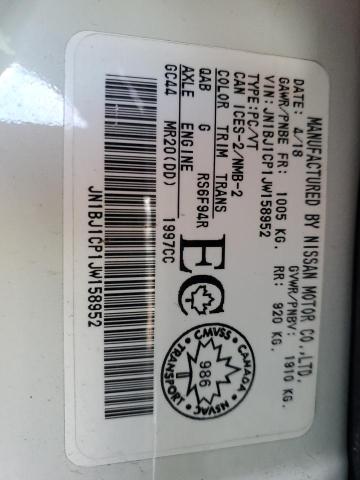 MANUFACTURED BY NISSAN MOTOR CO.,LTD.
DATE: 4/18 GVWR/PNBV: 1910 KG.
GAWR/PNBE FR: 1005 KG. RR: 920 KG.
VIN: JN1BJ1CP1JW158952
TYPE:PC/VT
CAN ICES-2/NMB-2
COLOR TRIM TRANS
QAB G RS6F94R
AXLE ENGINE
GC44 MR20(DD) 1997CC
JN1BJ1CP1JW158952
EC
CMVSS · CANADA
986
TRANSPORT · NSVAC